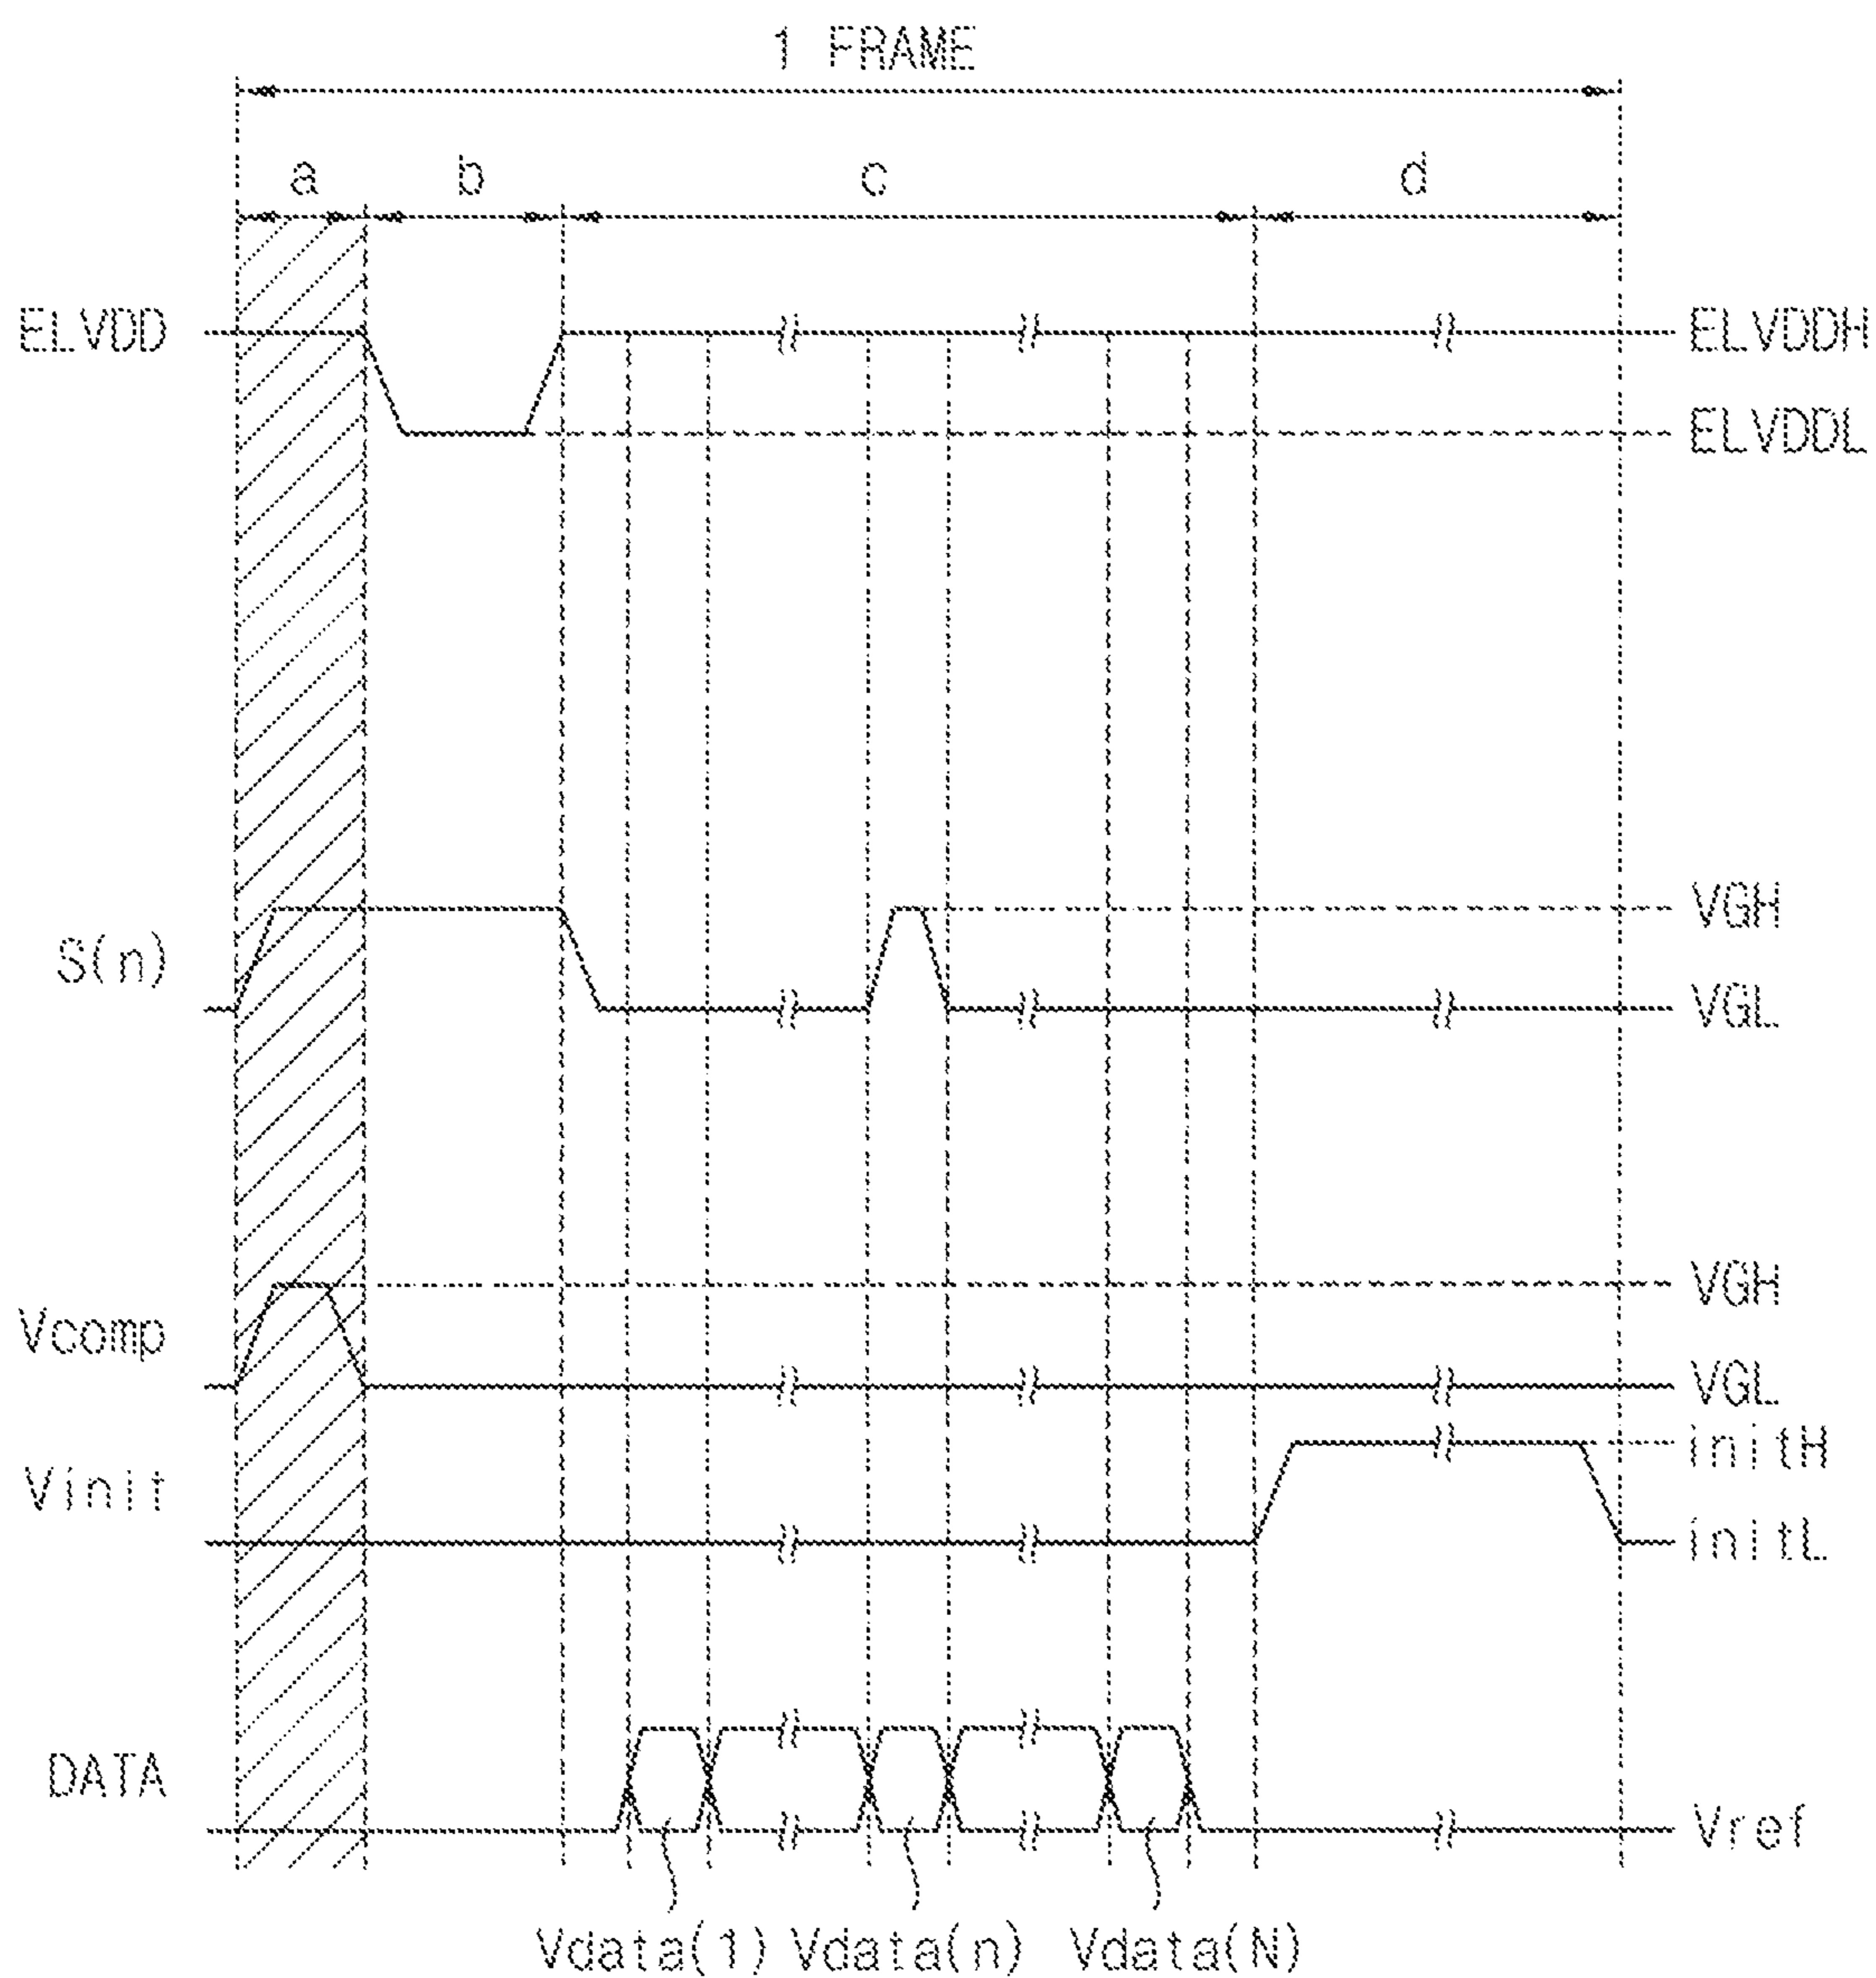 1 FRAME
a b c d
ELVDD ELVDDH
ELVDDL
VGH
S(n)
VGL
VGH
Vcomp
VGL
initH
Vinit
initL
DATA
Vref
Vdata(1) Vdata(n) Vdata(N)